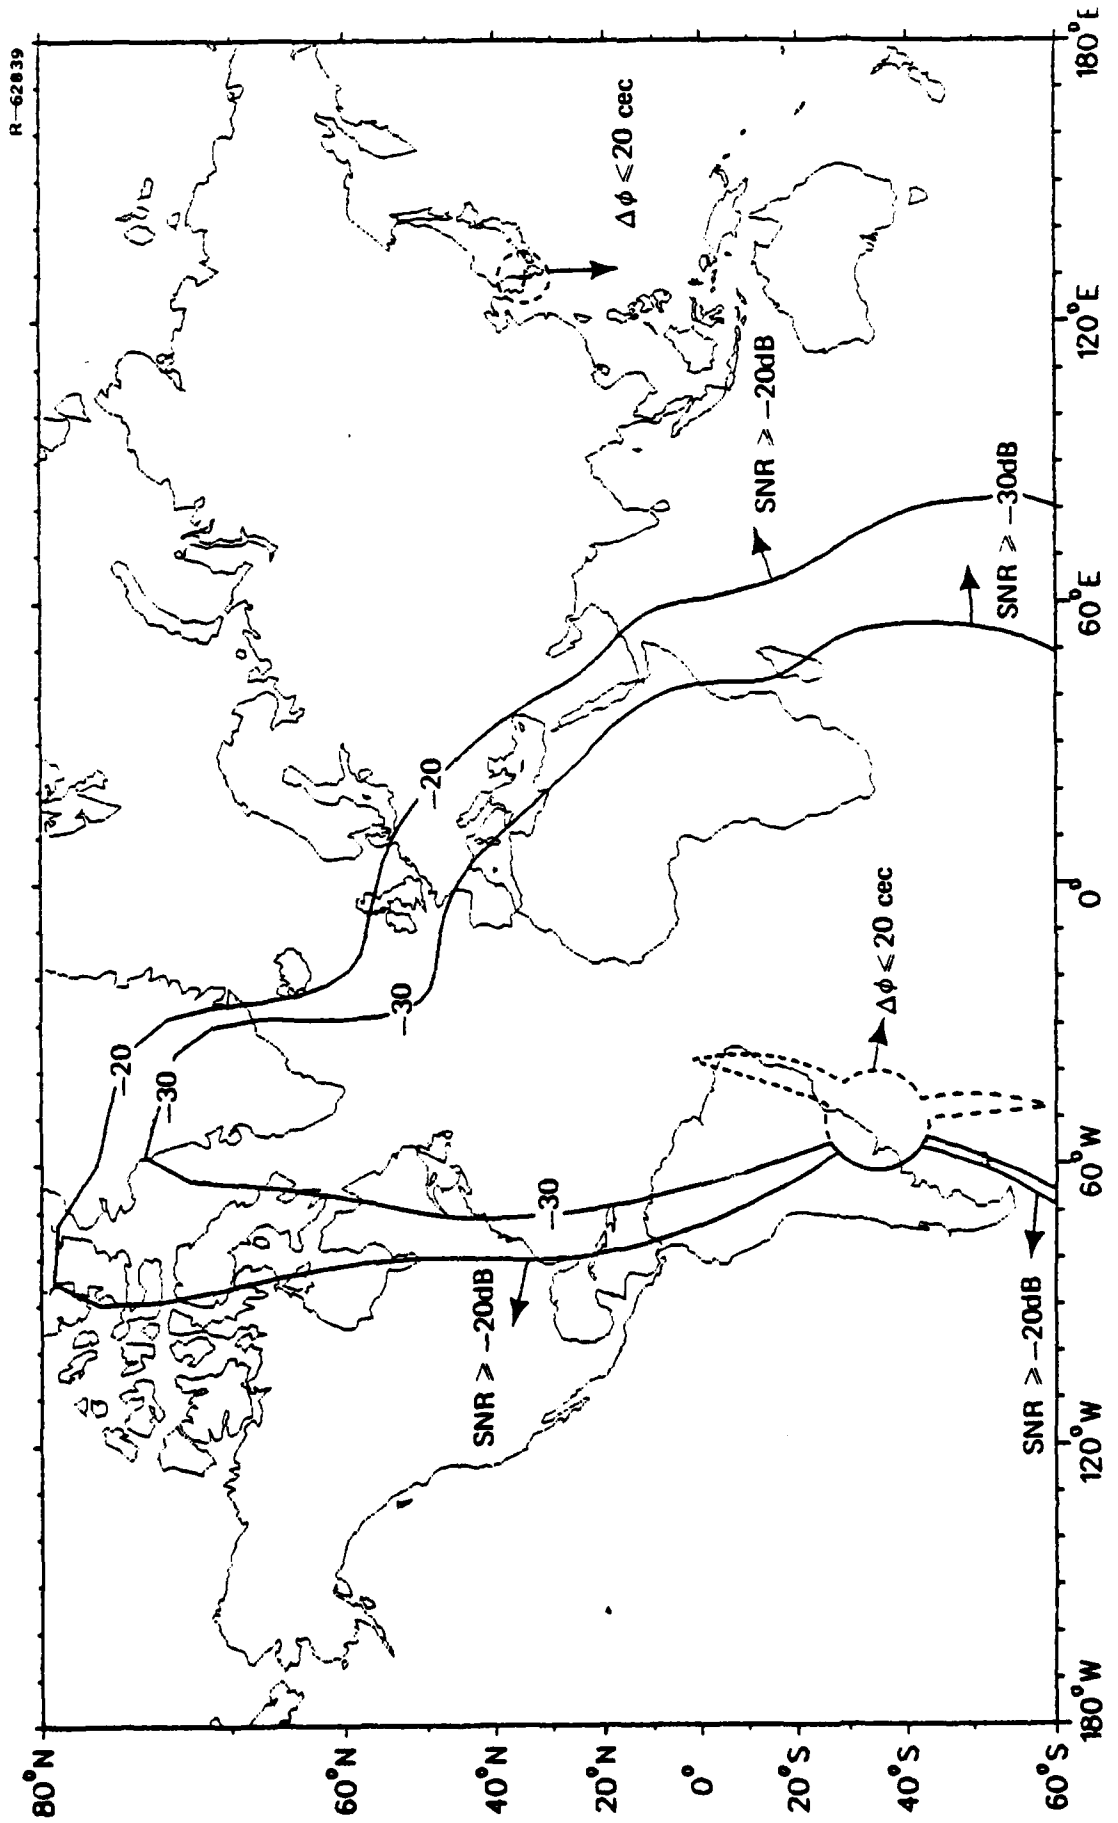 R-62839
80°N
60°N
40°N
20°N
0°
20°S
40°S
60°S
180°W
120°W
60°W
0°
60°E
120°E
180°E
-20
-30
-20
-30
-30
SNR ⩾ -20dB
SNR ⩾ -20dB
Δϕ ⩽ 20 cec
SNR ⩾ -20dB
SNR ⩾ -30dB
Δϕ ⩽ 20 cec